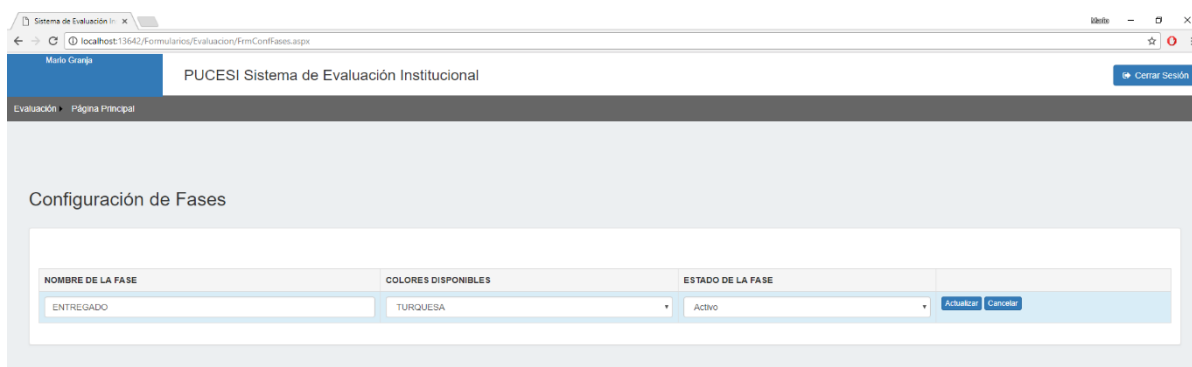 Sistema de Evaluación In
localhost:13642/Formularios/Evaluacion/FrmConfFases.aspx
Mario Granja
PUCESI Sistema de Evaluación Institucional
Cerrar Sesión
Evaluación Página Principal
Configuración de Fases
NOMBRE DE LA FASE COLORES DISPONIBLES ESTADO DE LA FASE
ENTREGADO TURQUESA Activo Actualizar Cancelar